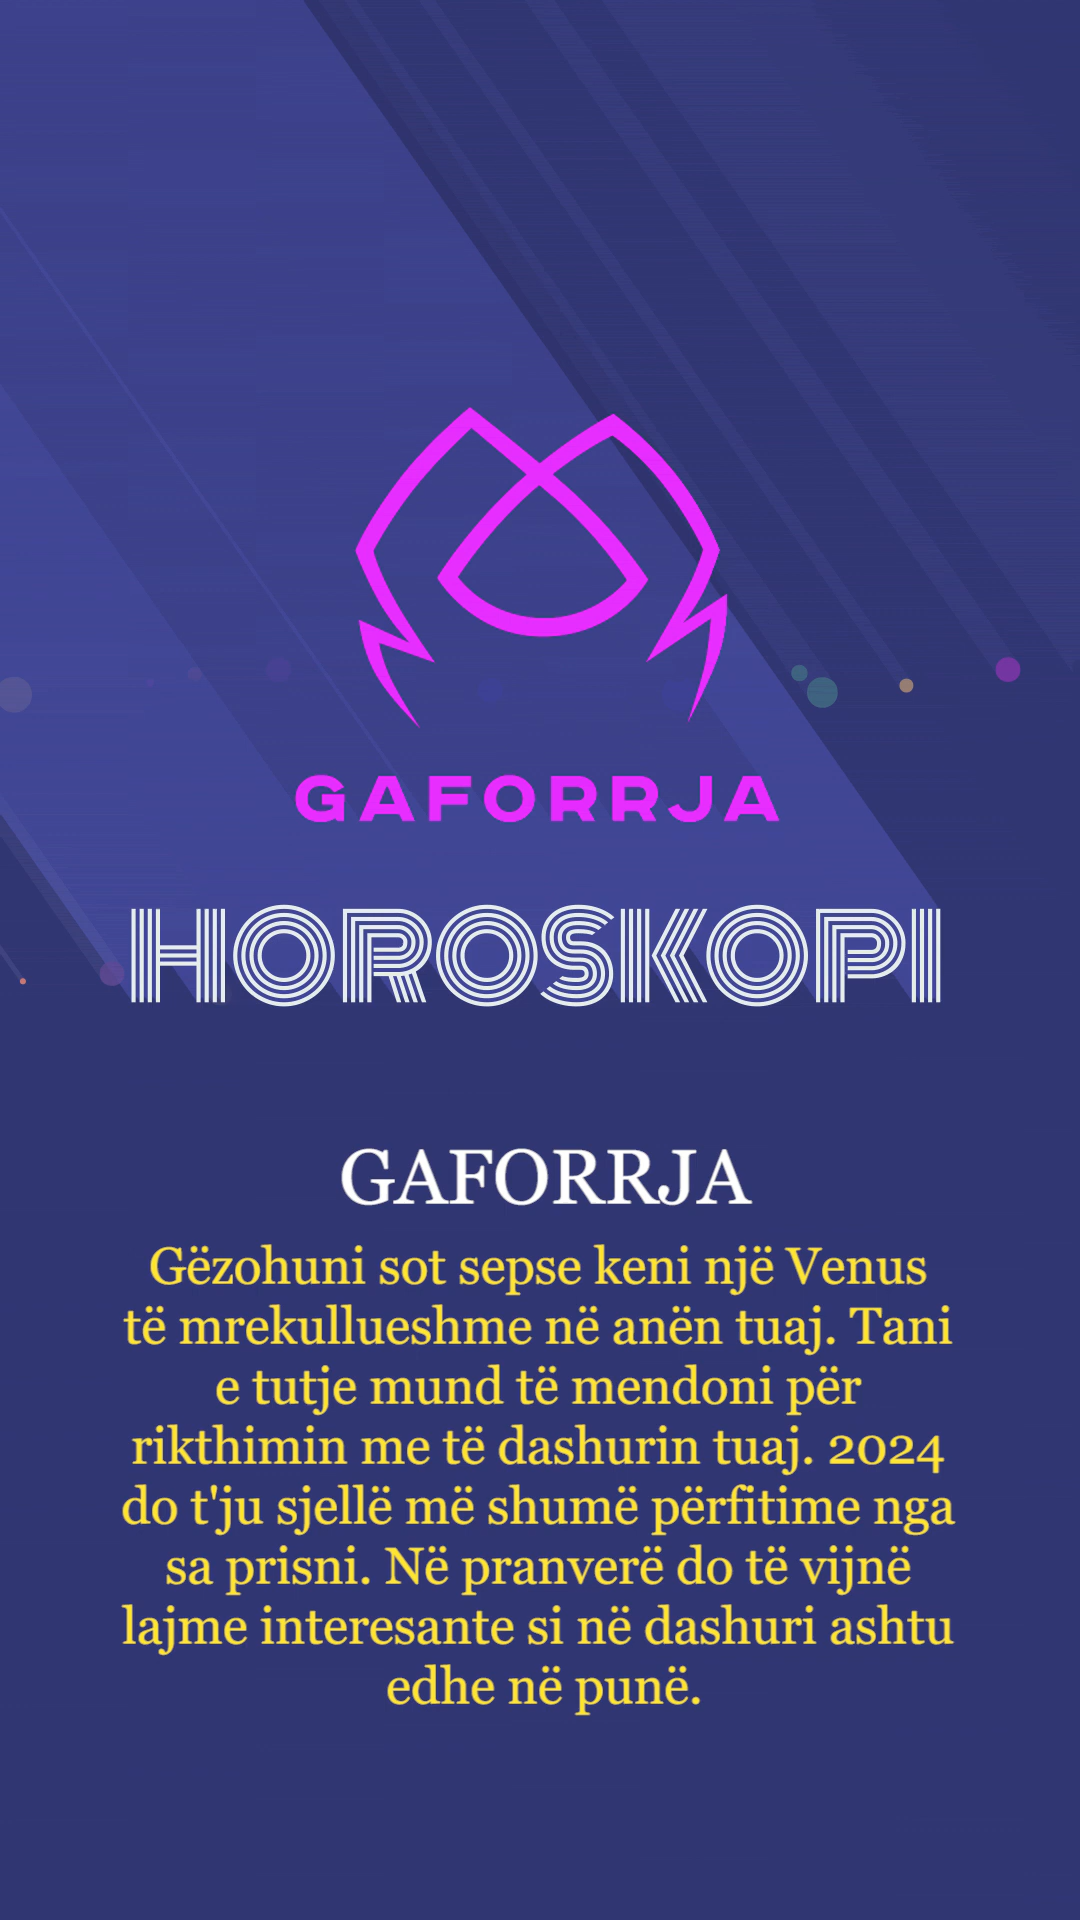 GAFORRJA
HOROSKOPI
GAFORRJA
Gëzohuni sot sepse keni një Venus
të mrekullueshme në anën tuaj. Tani
e tutje mund të mendoni për
rikthimin me të dashurin tuaj. 2024
do t'ju sjellë më shumë përfitime nga
sa prisni. Në pranverë do të vijnë
lajme interesante si në dashuri ashtu
edhe në punë.